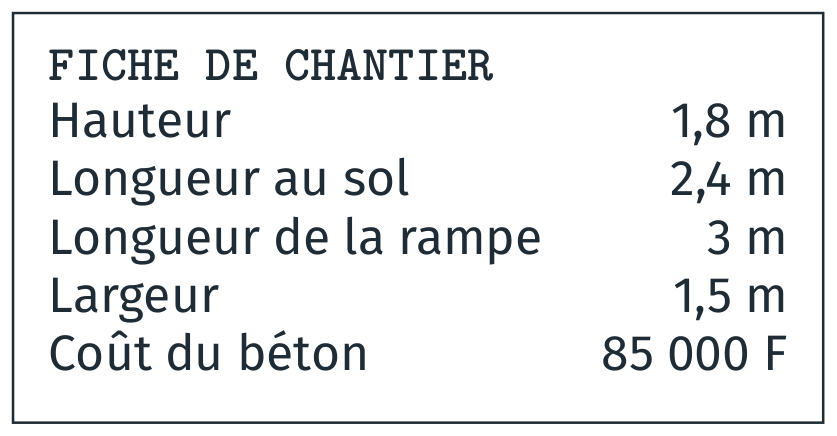 FICHE DE CHANTIER
Hauteur 1,8 m
Longueur au sol 2,4 m
Longueur de la rampe 3 m
Largeur 1,5 m
Coût du béton 85 000 F